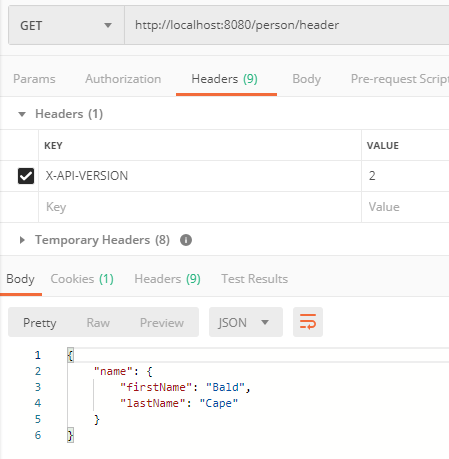 GET http://localhost:8080/person/header
Params Authorization Headers (9) Body Pre-request Script
Headers (1)
KEY VALUE
X-API-VERSION 2
Key Value
Temporary Headers (8)
Body Cookies (1) Headers (9) Test Results
Pretty Raw Preview JSON
1 {
2 "name": {
3 "firstName": "Bald",
4 "lastName": "Cape"
5 }
6 }